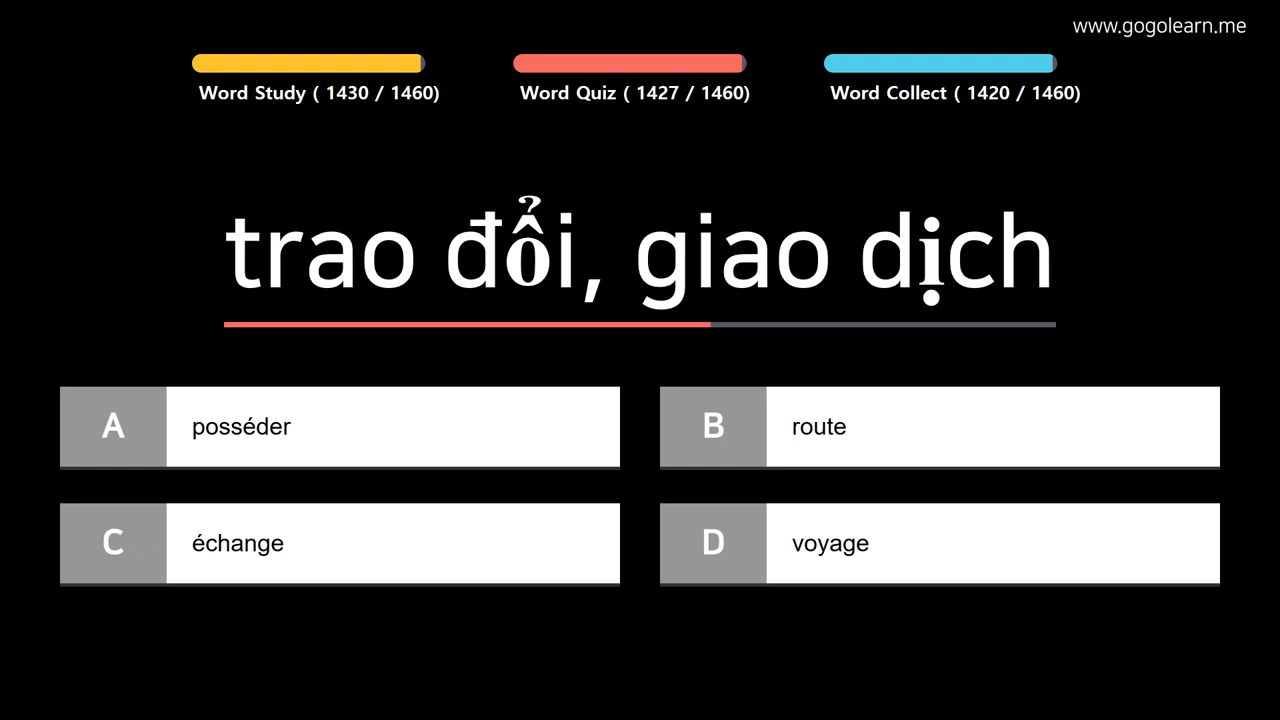 www.gogolearn.me
Word Study ( 1430 / 1460)
Word Quiz ( 1427 / 1460)
Word Collect ( 1420 / 1460)
trao đổi, giao dịch
A posséder
B route
C échange
D voyage